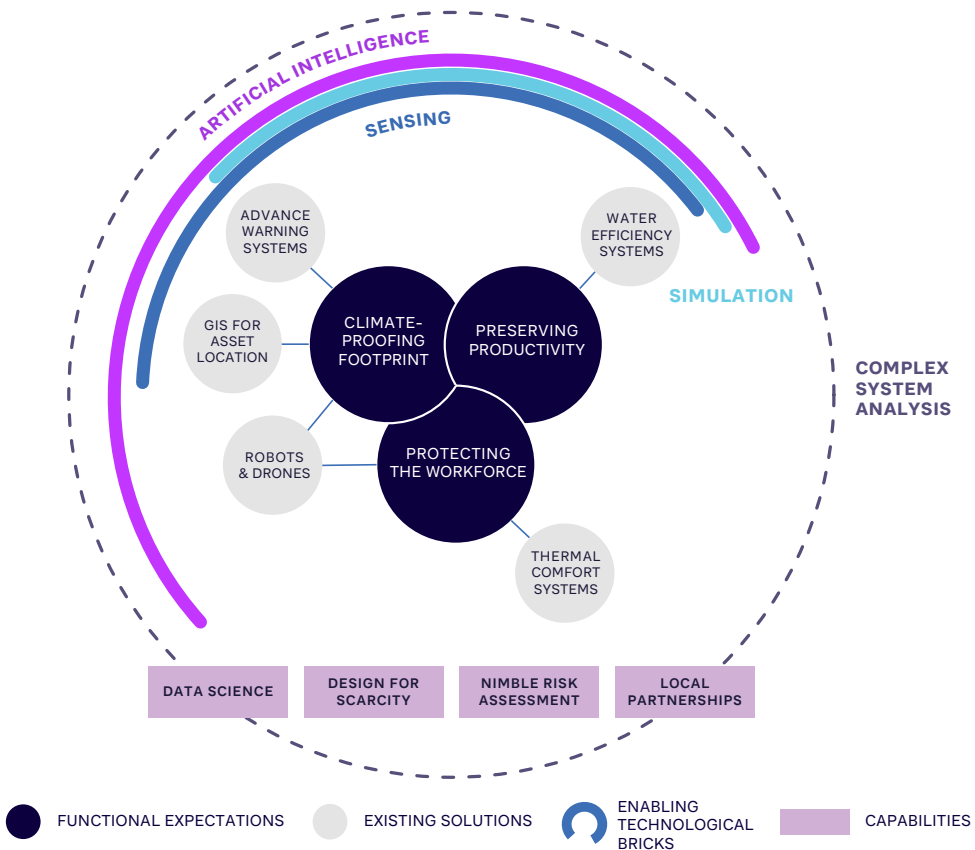 ARTIFICIAL INTELLIGENCE
SENSING
SIMULATION
COMPLEX
SYSTEM
ANALYSIS
ADVANCE
WARNING
SYSTEMS
WATER
EFFICIENCY
SYSTEMS
GIS FOR
ASSET
LOCATION
CLIMATE-
PROOFING
FOOTPRINT
PRESERVING
PRODUCTIVITY
ROBOTS
& DRONES
PROTECTING
THE WORKFORCE
THERMAL
COMFORT
SYSTEMS
DATA SCIENCE
DESIGN FOR
SCARCITY
NIMBLE RISK
ASSESSMENT
LOCAL
PARTNERSHIPS
FUNCTIONAL EXPECTATIONS
EXISTING SOLUTIONS
ENABLING
TECHNOLOGICAL
BRICKS
CAPABILITIES